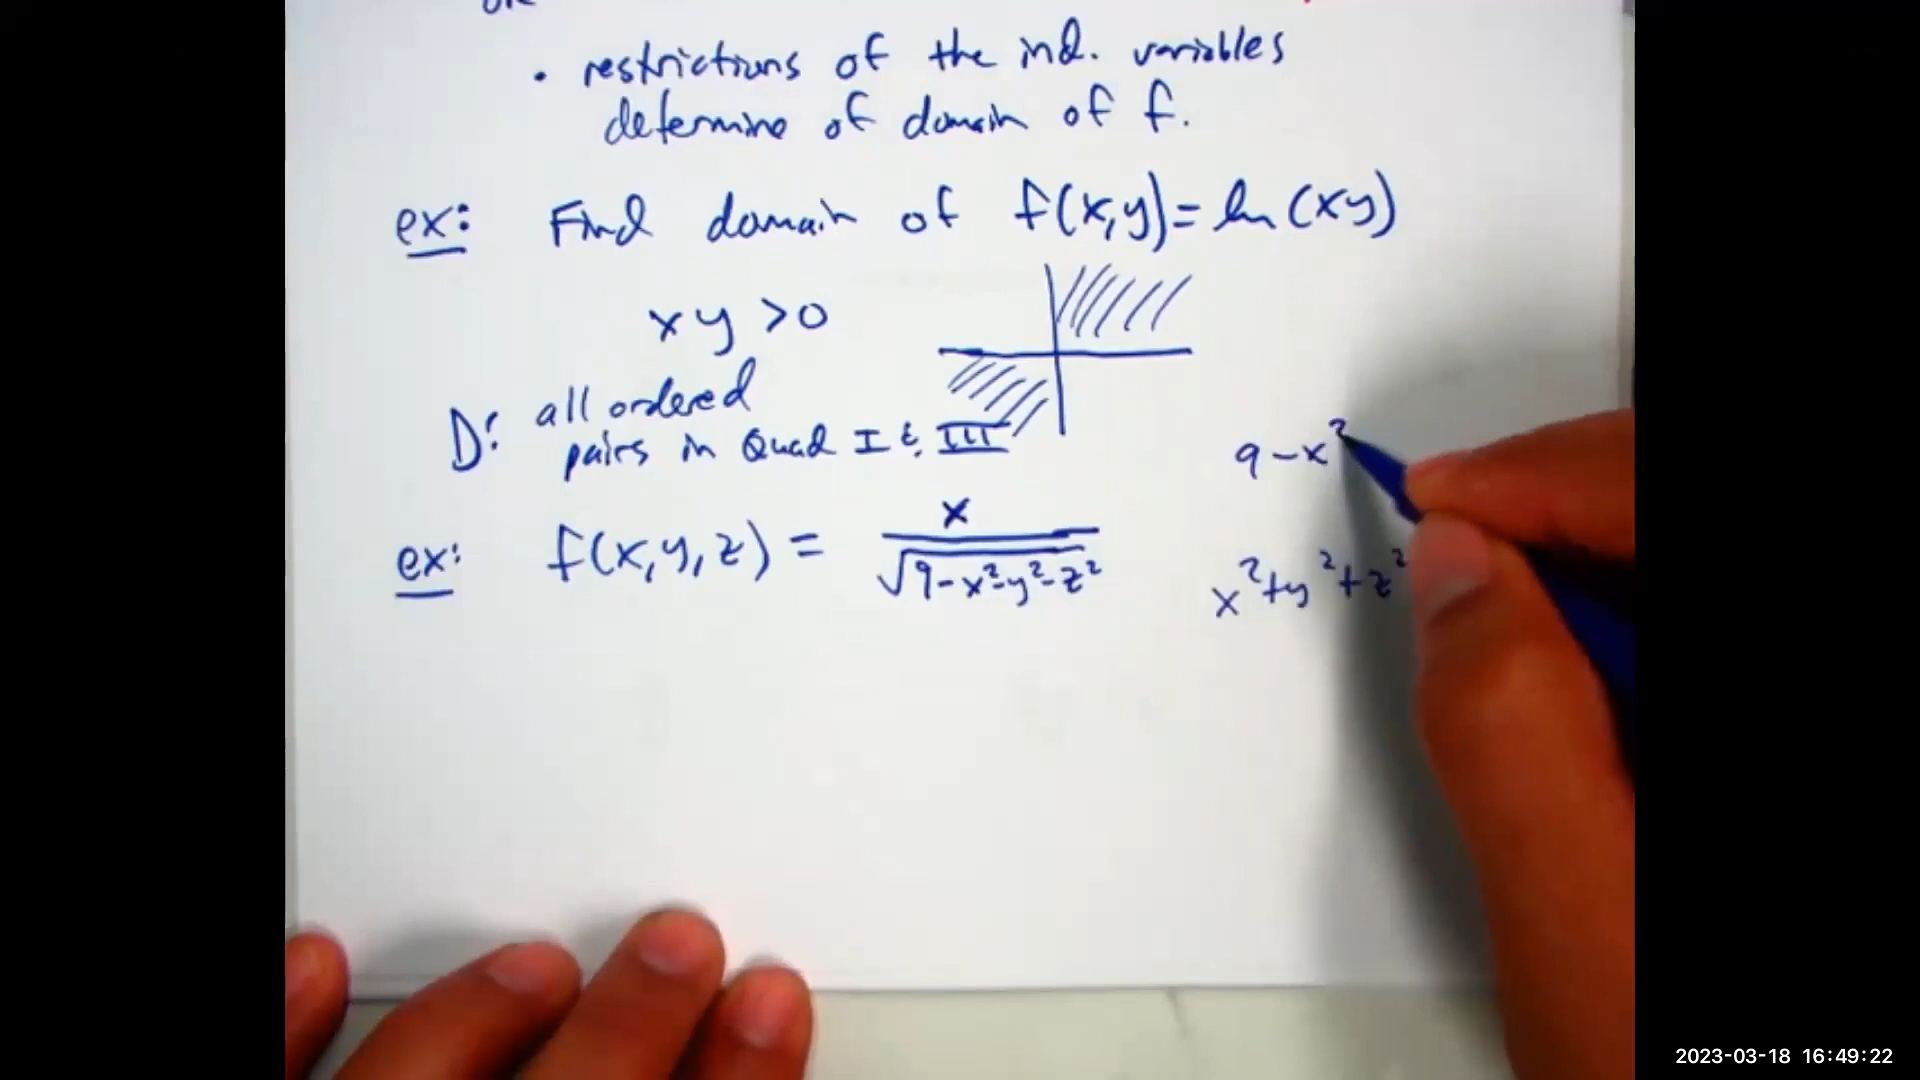 • restrictions of the ind. variables
determine of domain of f.
ex: Find domain of f(x,y)=ln(xy)
xy>0
D: all ordered
pairs in Quad I & III
9-x²
ex: f(x,y,z) = x/√(9-x²-y²-z²)
x²+y²+z²
2023-03-18 16:49:22